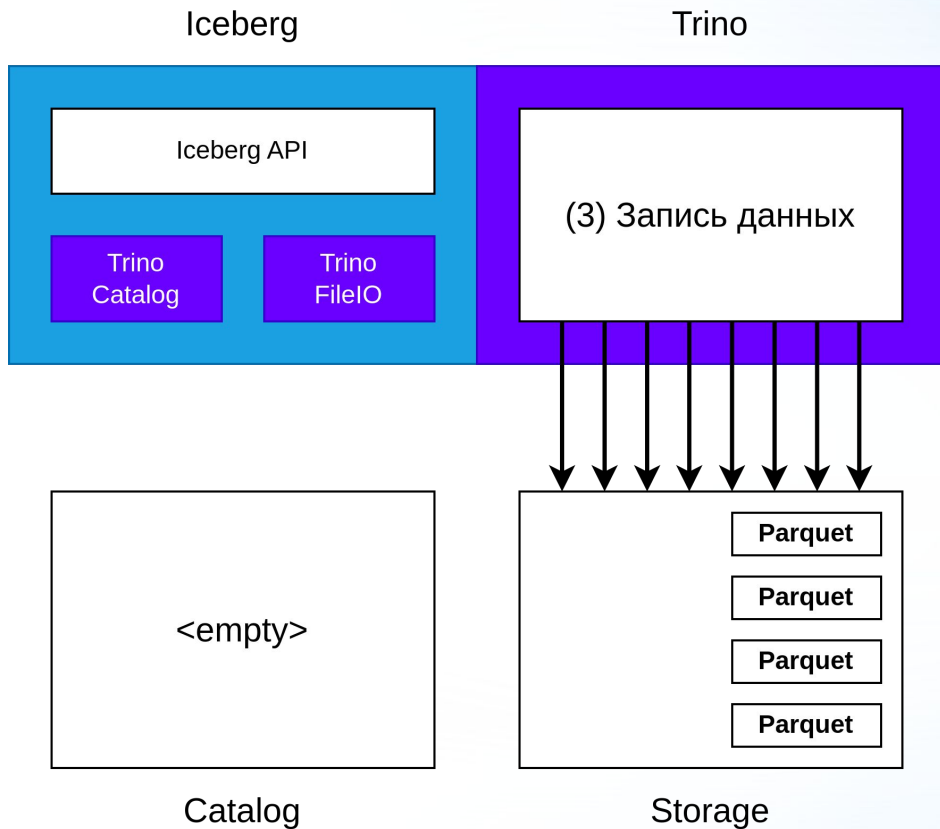 Iceberg
Trino
Iceberg API
Trino
Catalog
Trino
FileIO
(3) Запись данных
<empty>
Parquet
Parquet
Parquet
Parquet
Catalog
Storage